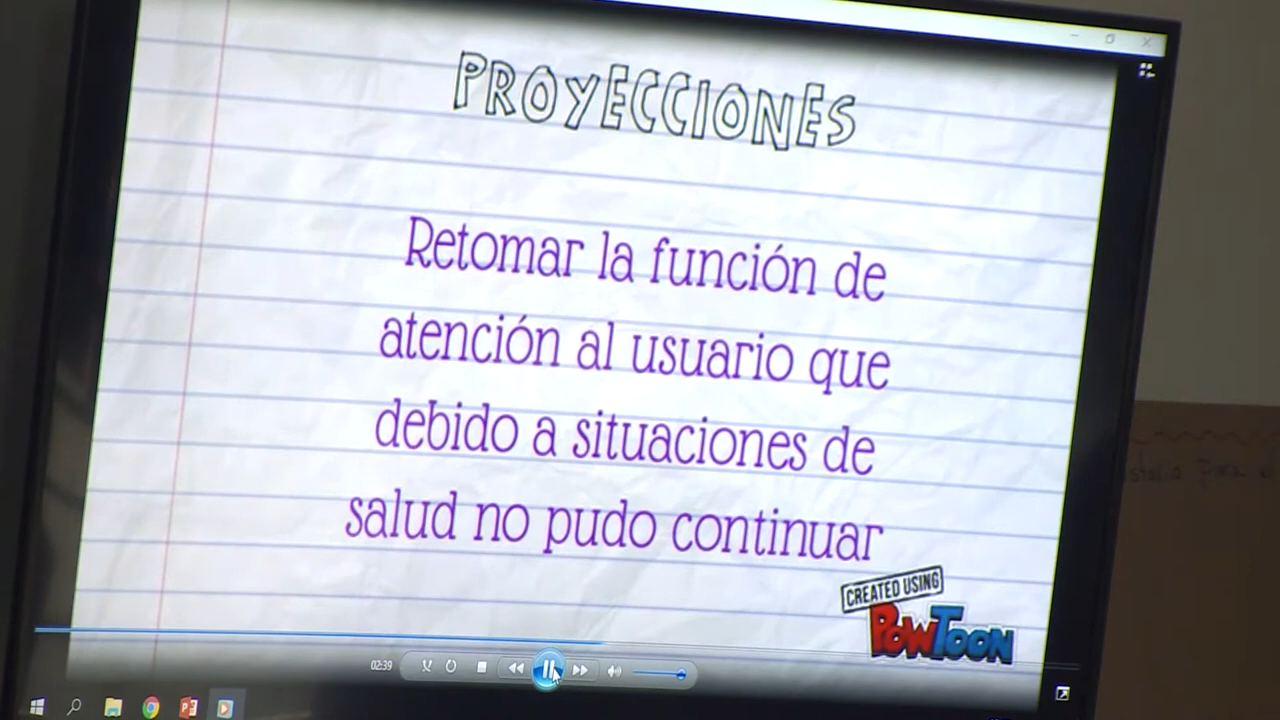 PROYECCIONES
Retomar la función de
atención al usuario que
debido a situaciones de
salud no pudo continuar
CREATED USING
POWTOON
02:39
para